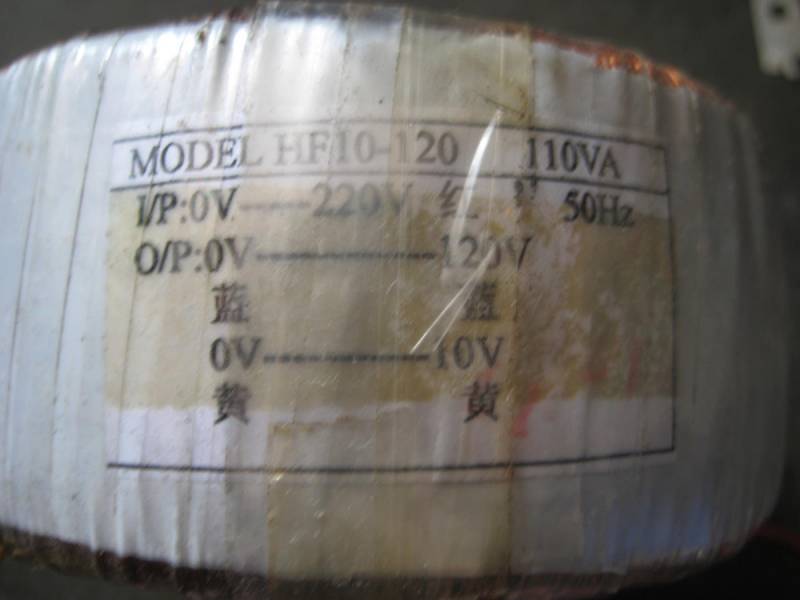 MODEL HF10-120 110VA
I/P:0V----220V 红 50Hz
O/P:0V--------------120V
蓝 蓝
0V--------------10V
黄 黄